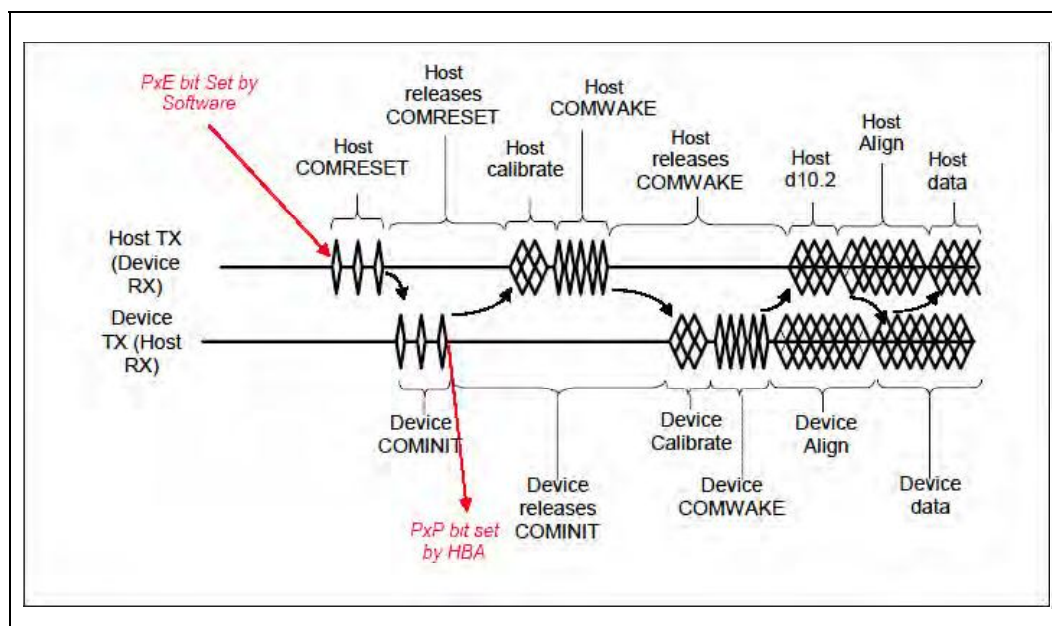 PxE bit Set by
Software
Host
releases
COMRESET
Host
COMWAKE
Host
COMRESET
Host
calibrate
Host
releases
COMWAKE
Host
d10.2
Host
Align
Host
data
Host TX
(Device
RX)
Device
TX (Host
RX)
Device
COMINIT
Device
Calibrate
Device
Align
Device
releases
COMINIT
Device
COMWAKE
Device
data
PxP bit set
by HBA